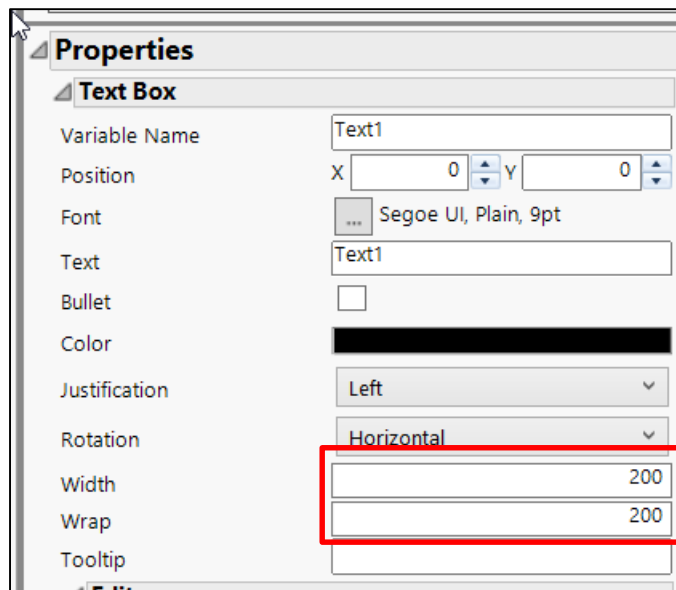 Properties
Text Box
Variable Name Text1
Position X 0 Y 0
Font ... Segoe UI, Plain, 9pt
Text Text1
Bullet
Color
Justification Left
Rotation Horizontal
Width 200
Wrap 200
Tooltip